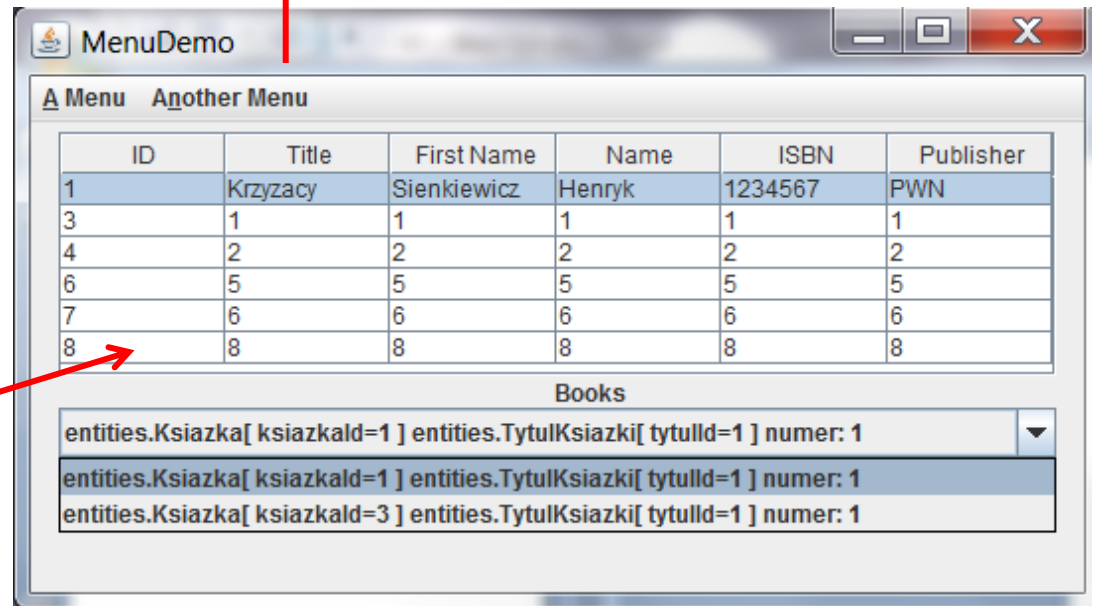 MenuDemo
A Menu Another Menu
ID Title First Name Name ISBN Publisher
1 Krzyzacy Sienkiewicz Henryk 1234567 PWN
3 1 1 1 1 1
4 2 2 2 2 2
6 5 5 5 5 5
7 6 6 6 6 6
8 8 8 8 8 8
Books
entities.Ksiazka[ ksiazkaId=1 ] entities.TytulKsiazki[ tytulId=1 ] numer: 1
entities.Ksiazka[ ksiazkaId=1 ] entities.TytulKsiazki[ tytulId=1 ] numer: 1
entities.Ksiazka[ ksiazkaId=3 ] entities.TytulKsiazki[ tytulId=1 ] numer: 1